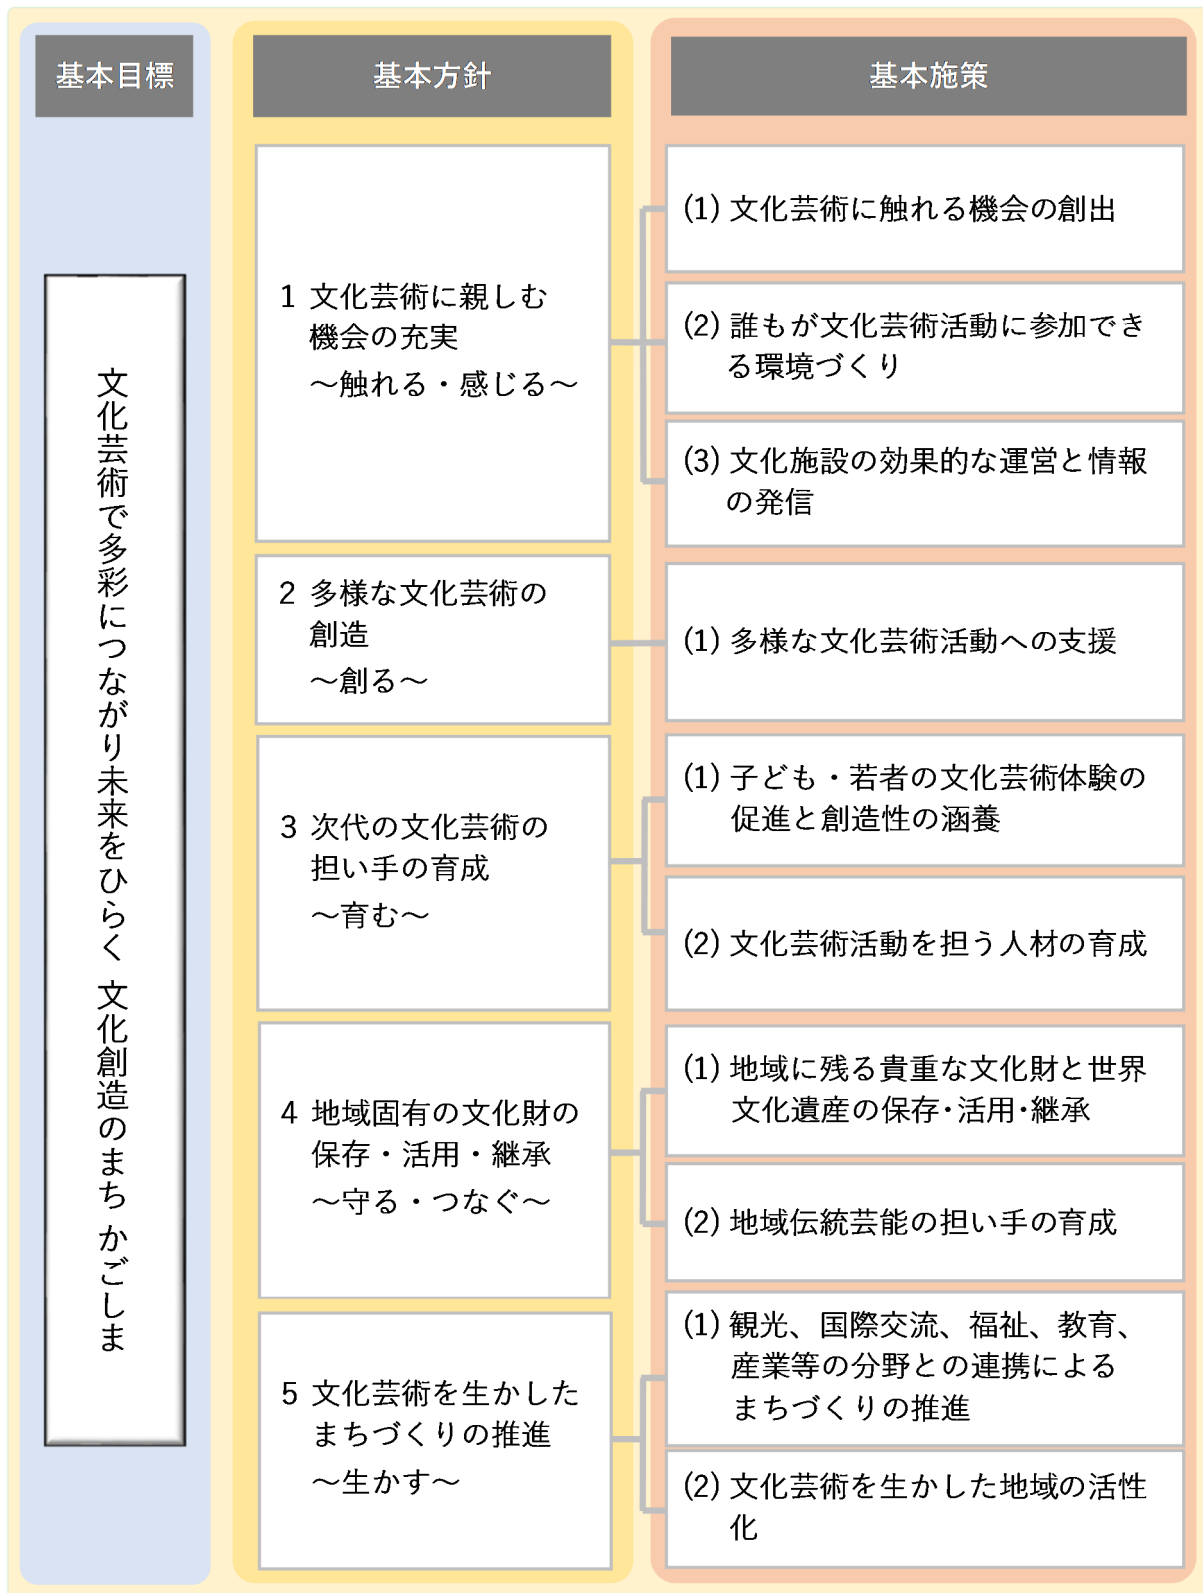 基本目標
基本方針
基本施策
文化芸術で多彩につながり未来をひらく 文化創造のまち かごしま
1 文化芸術に親しむ
機会の充実
～触れる・感じる～
(1) 文化芸術に触れる機会の創出
(2) 誰もが文化芸術活動に参加でき
る環境づくり
(3) 文化施設の効果的な運営と情報
の発信
2 多様な文化芸術の
創造
～創る～
(1) 多様な文化芸術活動への支援
3 次代の文化芸術の
担い手の育成
～育む～
(1) 子ども・若者の文化芸術体験の
促進と創造性の涵養
(2) 文化芸術活動を担う人材の育成
4 地域固有の文化財の
保存・活用・継承
～守る・つなぐ～
(1) 地域に残る貴重な文化財と世界
文化遺産の保存・活用・継承
(2) 地域伝統芸能の担い手の育成
5 文化芸術を生かした
まちづくりの推進
～生かす～
(1) 観光、国際交流、福祉、教育、
産業等の分野との連携による
まちづくりの推進
(2) 文化芸術を生かした地域の活性
化